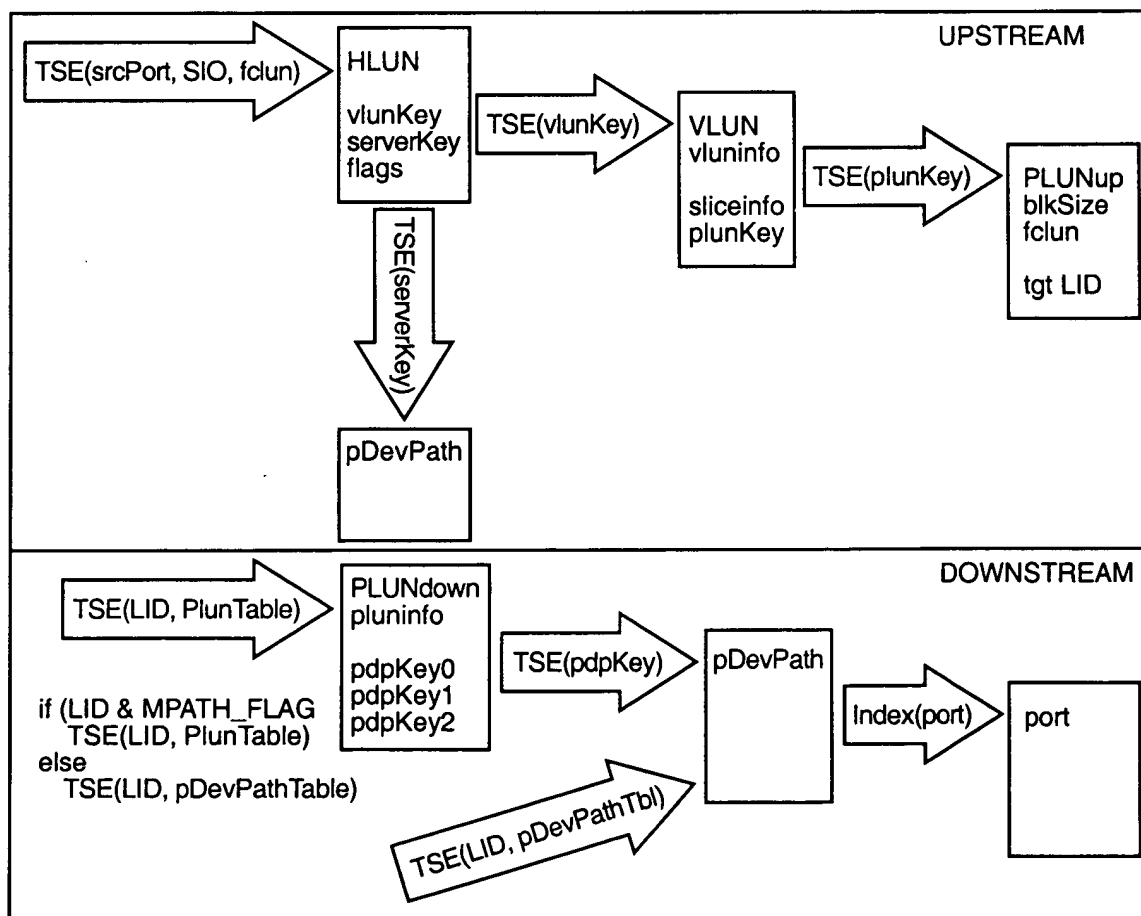 UPSTREAM
TSE(srcPort, SIO, fclun)
HLUN
vlunKey
serverKey
flags
TSE(vlunKey)
VLUN
vluninfo
sliceinfo
plunKey
TSE(plunKey)
PLUNup
blkSize
fclun
tgt LID
TSE(serverKey)
pDevPath
DOWNSTREAM
TSE(LID, PlunTable)
PLUNdown
pluninfo
pdpKey0
pdpKey1
pdpKey2
TSE(pdpKey)
pDevPath
Index(port)
port
if (LID & MPATH_FLAG
TSE(LID, PlunTable)
else
TSE(LID, pDevPathTable)
TSE(LID, pDevPathTbl)